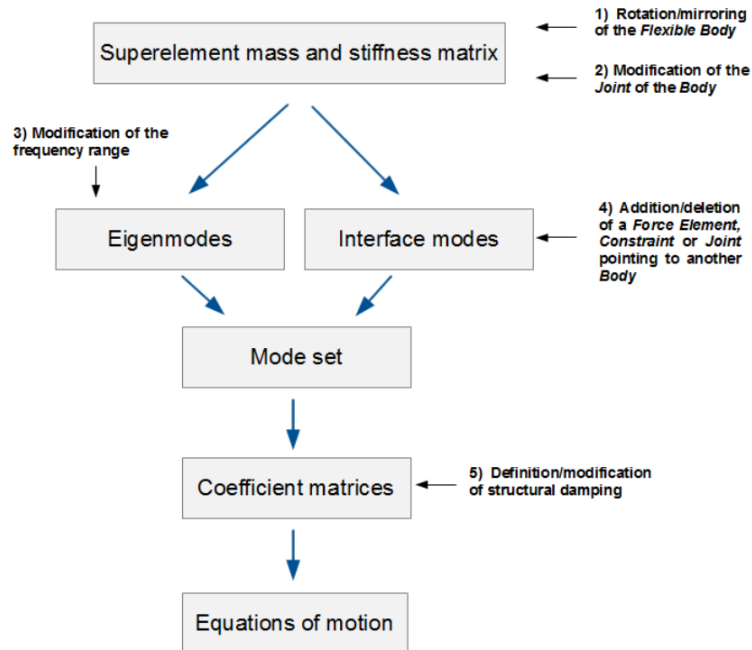 1) Rotation/mirroring
of the Flexible Body
Superelement mass and stiffness matrix
2) Modification of the
Joint of the Body
3) Modification of the
frequency range
Eigenmodes
Interface modes
4) Addition/deletion
of a Force Element,
Constraint or Joint
pointing to another
Body
Mode set
Coefficient matrices
5) Definition/modification
of structural damping
Equations of motion